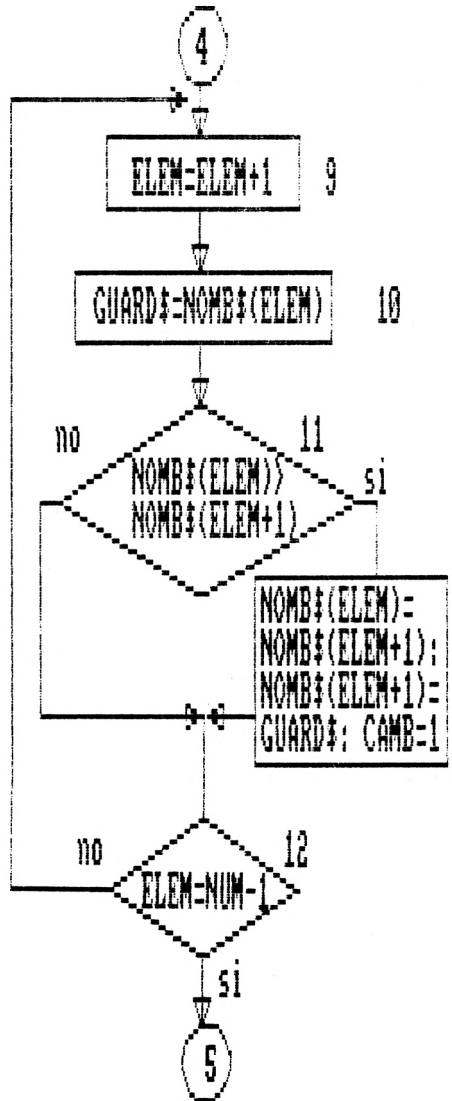 4
ELEM=ELEM+1 9
GUARD$=NOMB$(ELEM) 10
no 11
si
NOMB$(ELEM)>
NOMB$(ELEM+1)
NOMB$(ELEM)=
NOMB$(ELEM+1):
NOMB$(ELEM+1)=
GUARD$: CAMB=1
no 12
ELEM=NUM-1
si
5